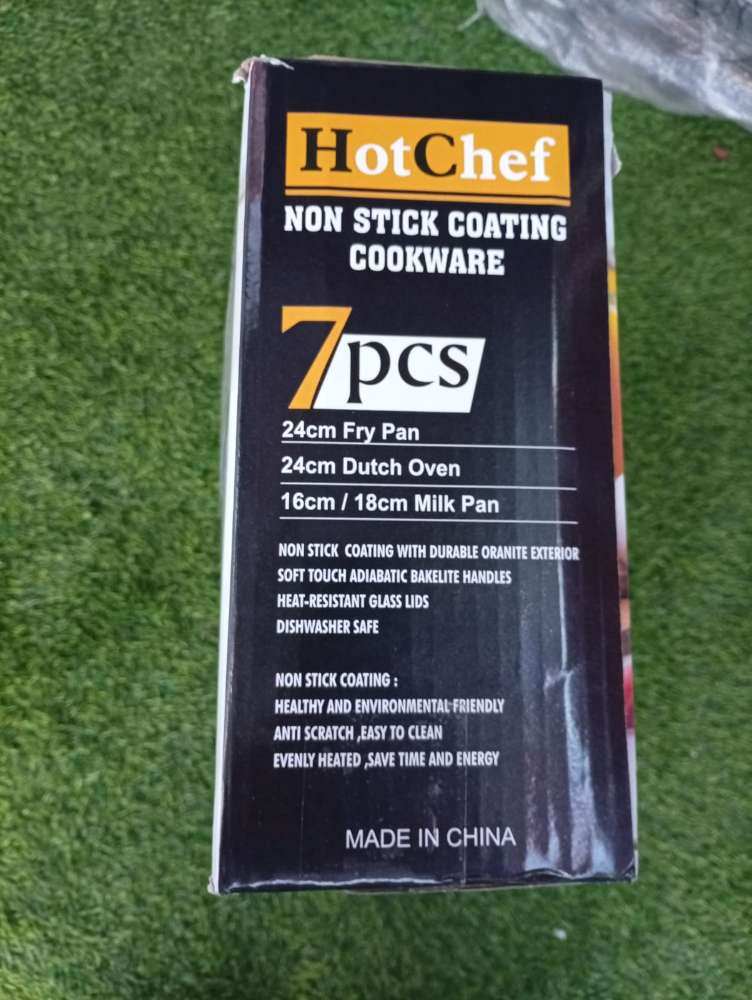 HotChef
NON STICK COATING
COOKWARE
7pcs
24cm Fry Pan
24cm Dutch Oven
16cm / 18cm Milk Pan
NON STICK COATING WITH DURABLE ORANITE EXTERIOR
SOFT TOUCH ADIABATIC BAKELITE HANDLES
HEAT-RESISTANT GLASS LIDS
DISHWASHER SAFE
NON STICK COATING :
HEALTHY AND ENVIRONMENTAL FRIENDLY
ANTI SCRATCH ,EASY TO CLEAN
EVENLY HEATED ,SAVE TIME AND ENERGY
MADE IN CHINA